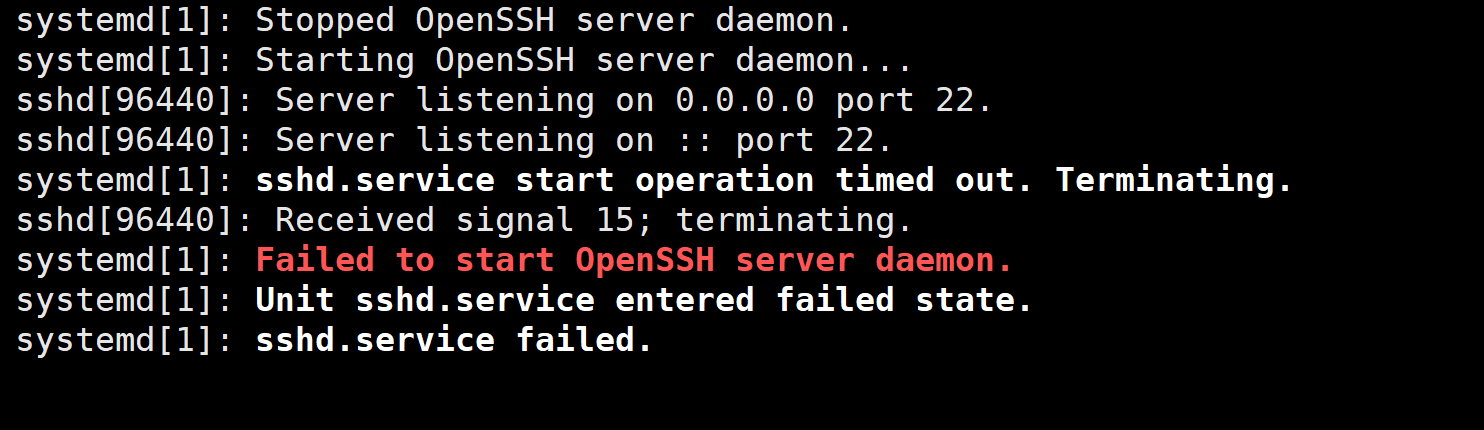 systemd[1]: Stopped OpenSSH server daemon.
systemd[1]: Starting OpenSSH server daemon...
sshd[96440]: Server listening on 0.0.0.0 port 22.
sshd[96440]: Server listening on :: port 22.
systemd[1]: sshd.service start operation timed out. Terminating.
sshd[96440]: Received signal 15; terminating.
systemd[1]: Failed to start OpenSSH server daemon.
systemd[1]: Unit sshd.service entered failed state.
systemd[1]: sshd.service failed.